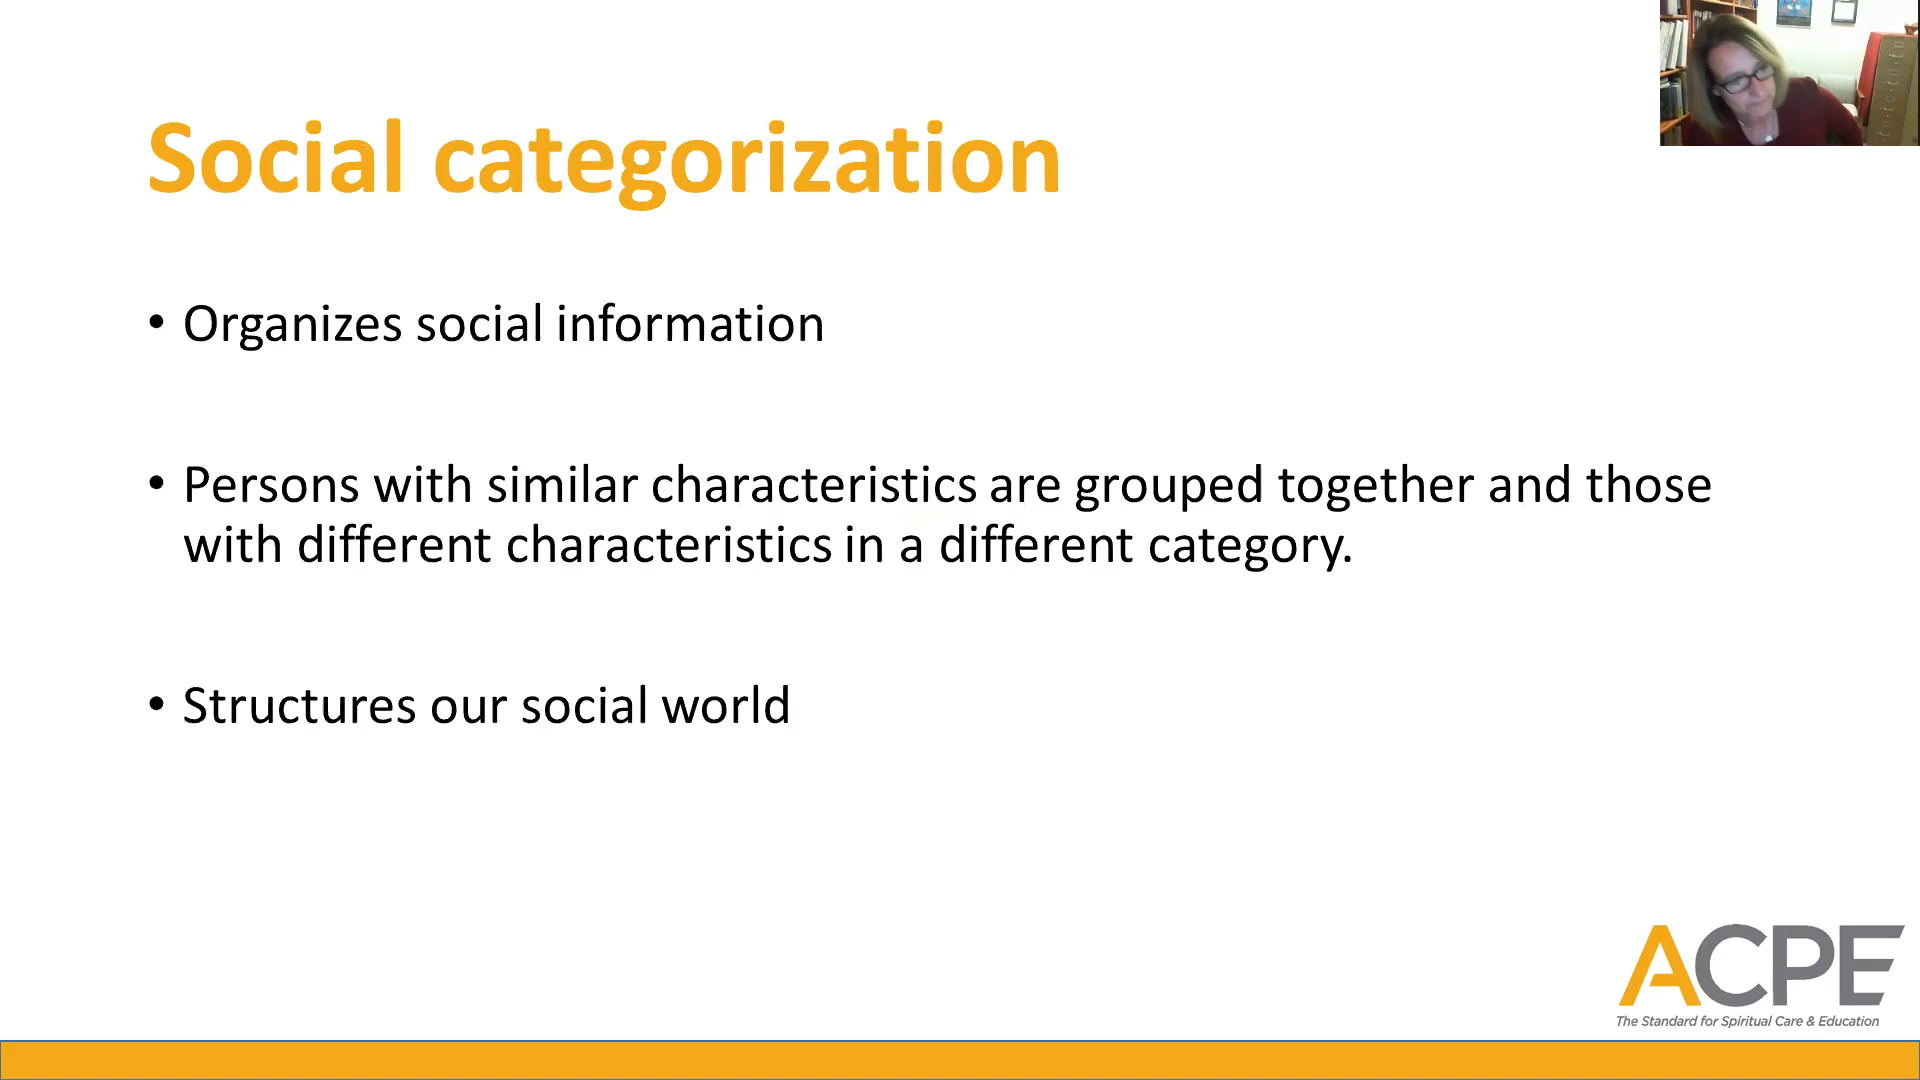 Social categorization
• Organizes social information
• Persons with similar characteristics are grouped together and those
with different characteristics in a different category.
• Structures our social world
ACPE
The Standard for Spiritual Care & Education